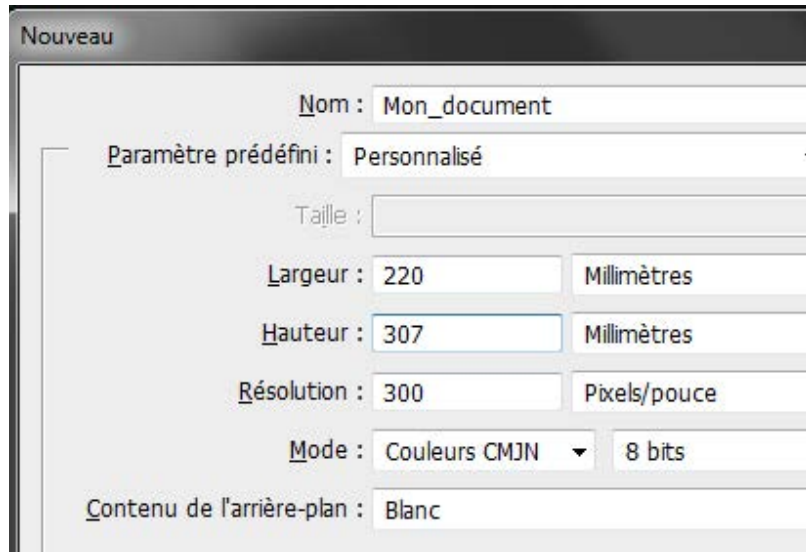 Nouveau
Nom : Mon_document
Paramètre prédéfini : Personnalisé
Taille :
Largeur : 220 Millimètres
Hauteur : 307 Millimètres
Résolution : 300 Pixels/pouce
Mode : Couleurs CMJN 8 bits
Contenu de l'arrière-plan : Blanc